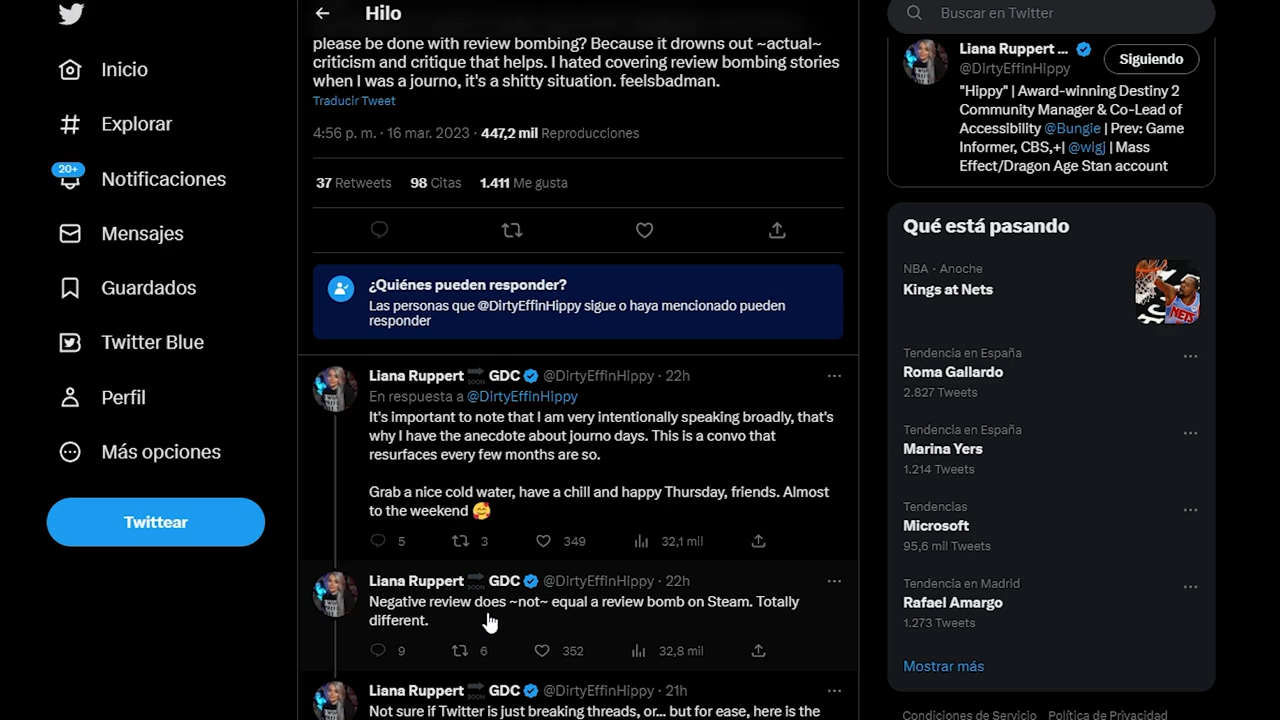 Hilo
please be done with review bombing? Because it drowns out ~actual~
criticism and critique that helps. I hated covering review bombing stories
when I was a journo, it's a shitty situation. feelsbadman.
Traducir Tweet
4:56 p. m. · 16 mar. 2023 · 447,2 mil Reproducciones
37 Retweets 98 Citas 1.411 Me gusta
¿Quiénes pueden responder?
Las personas que @DirtyEffinHippy sigue o haya mencionado pueden
responder
Liana Ruppert SOON GDC @DirtyEffinHippy · 22h
En respuesta a @DirtyEffinHippy
It's important to note that I am very intentionally speaking broadly, that's
why I have the anecdote about journo days. This is a convo that
resurfaces every few months are so.
Grab a nice cold water, have a chill and happy Thursday, friends. Almost
to the weekend 🥰
5 3 349 32,1 mil
Liana Ruppert SOON GDC @DirtyEffinHippy · 22h
Negative review does ~not~ equal a review bomb on Steam. Totally
different.
9 6 352 32,8 mil
Liana Ruppert SOON GDC @DirtyEffinHippy · 21h
Not sure if Twitter is just breaking threads, or... but for ease, here is the
Inicio
Explorar
20+
Notificaciones
Mensajes
Guardados
Twitter Blue
Perfil
Más opciones
Twittear
Buscar en Twitter
Liana Ruppert ...
@DirtyEffinHippy
Siguiendo
"Hippy" | Award-winning Destiny 2
Community Manager & Co-Lead of
Accessibility @Bungie | Prev: Game
Informer, CBS,+| @wigj | Mass
Effect/Dragon Age Stan account
Qué está pasando
NBA · Anoche
Kings at Nets
Tendencia en España
Roma Gallardo
2.827 Tweets
Tendencia en España
Marina Yers
1.214 Tweets
Tendencias
Microsoft
95,6 mil Tweets
Tendencia en Madrid
Rafael Amargo
1.273 Tweets
Mostrar más
Condiciones de Servicio Política de Privacidad